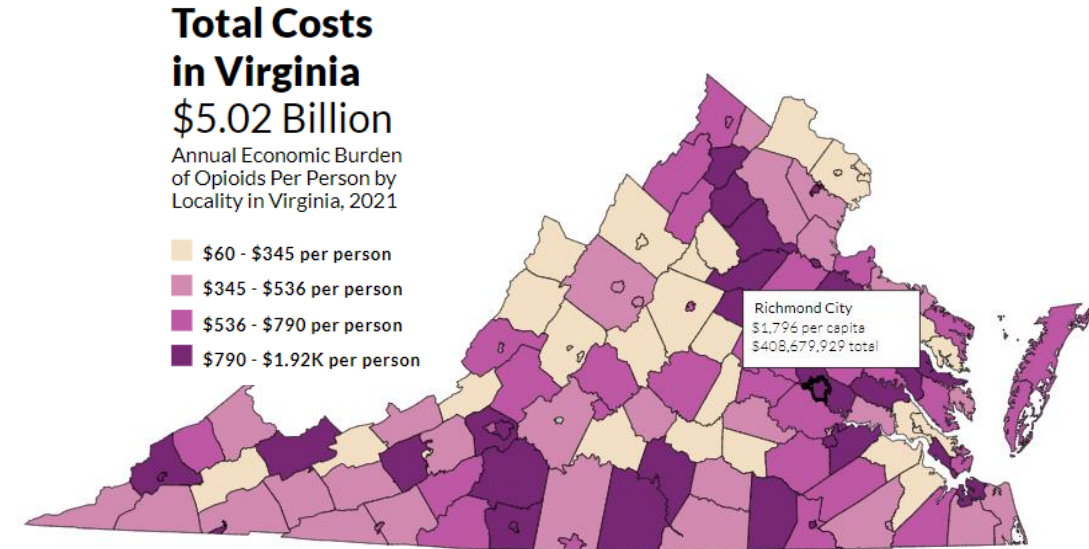 Total Costs
in Virginia
$5.02 Billion
Annual Economic Burden
of Opioids Per Person by
Locality in Virginia, 2021
$60 - $345 per person
$345 - $536 per person
$536 - $790 per person
$790 - $1.92K per person
Richmond City
$1,796 per capita
$408,679,929 total